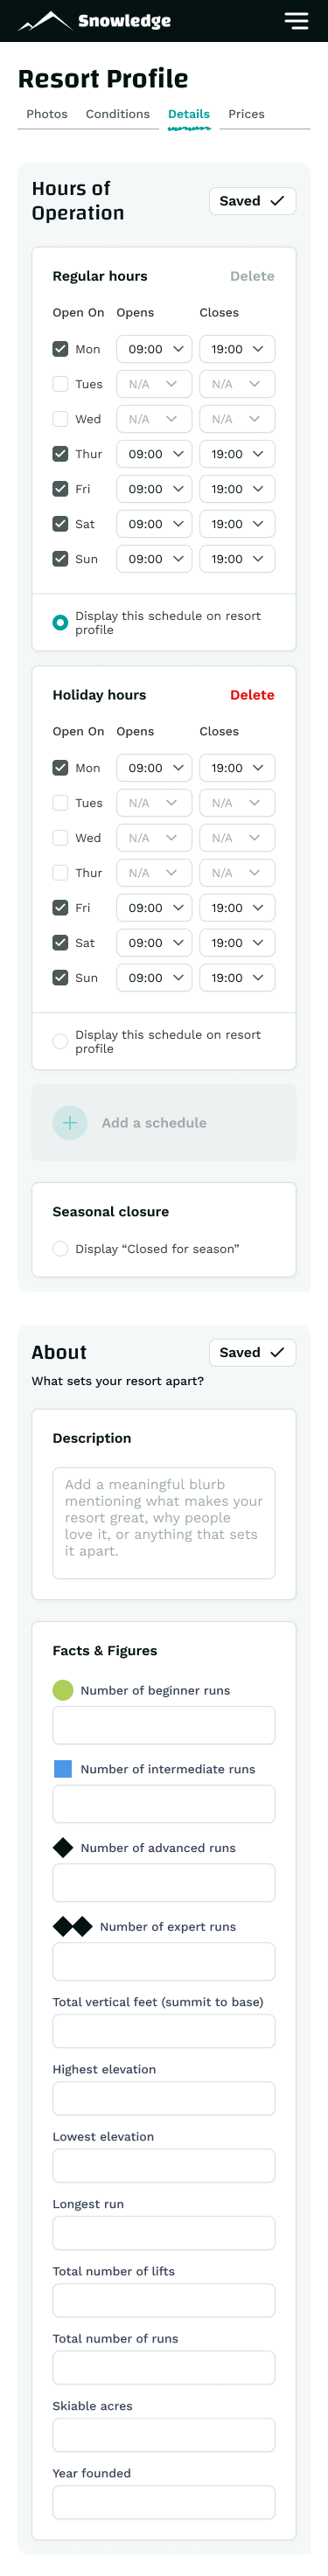 Snowledge
Resort Profile
Photos Conditions Details Prices
Hours of
Operation
Saved
Regular hours Delete
Open On Opens Closes
Mon 09:00 19:00
Tues N/A N/A
Wed N/A N/A
Thur 09:00 19:00
Fri 09:00 19:00
Sat 09:00 19:00
Sun 09:00 19:00
Display this schedule on resort
profile
Holiday hours Delete
Open On Opens Closes
Mon 09:00 19:00
Tues N/A N/A
Wed N/A N/A
Thur N/A N/A
Fri 09:00 19:00
Sat 09:00 19:00
Sun 09:00 19:00
Display this schedule on resort
profile
Add a schedule
Seasonal closure
Display “Closed for season”
About Saved
What sets your resort apart?
Description
Add a meaningful blurb
mentioning what makes your
resort great, why people
love it, or anything that sets
it apart.
Facts & Figures
Number of beginner runs
Number of intermediate runs
Number of advanced runs
Number of expert runs
Total vertical feet (summit to base)
Highest elevation
Lowest elevation
Longest run
Total number of lifts
Total number of runs
Skiable acres
Year founded